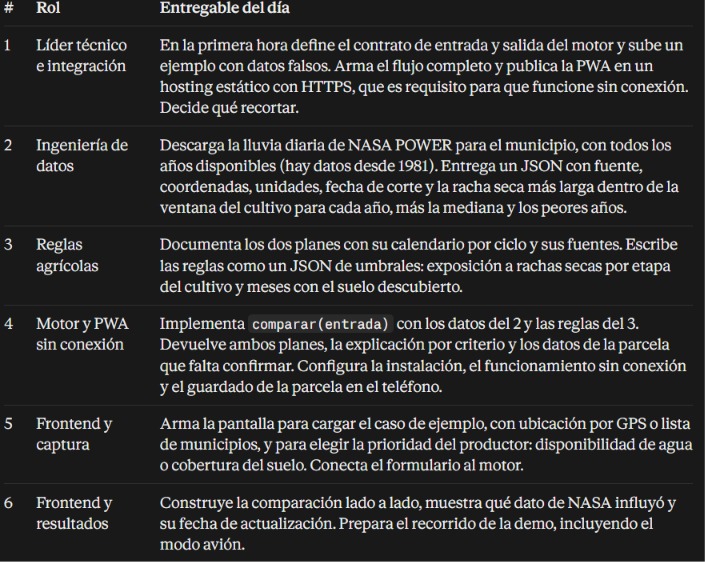 # Rol Entregable del día
1 Líder técnico e integración
En la primera hora define el contrato de entrada y salida del motor y sube un
ejemplo con datos falsos. Arma el flujo completo y publica la PWA en un
hosting estático con HTTPS, que es requisito para que funcione sin conexión.
Decide qué recortar.
2 Ingeniería de datos
Descarga la lluvia diaria de NASA POWER para el municipio, con todos los
años disponibles (hay datos desde 1981). Entrega un JSON con fuente,
coordenadas, unidades, fecha de corte y la racha seca más larga dentro de la
ventana del cultivo para cada año, más la mediana y los peores años.
3 Reglas agrícolas
Documenta los dos planes con su calendario por ciclo y sus fuentes. Escribe
las reglas como un JSON de umbrales: exposición a rachas secas por etapa
del cultivo y meses con el suelo descubierto.
4 Motor y PWA sin conexión
Implementa comparar(entrada) con los datos del 2 y las reglas del 3.
Devuelve ambos planes, la explicación por criterio y los datos de la parcela
que falta confirmar. Configura la instalación, el funcionamiento sin conexión
y el guardado de la parcela en el teléfono.
5 Frontend y captura
Arma la pantalla para cargar el caso de ejemplo, con ubicación por GPS o lista
de municipios, y para elegir la prioridad del productor: disponibilidad de agua
o cobertura del suelo. Conecta el formulario al motor.
6 Frontend y resultados
Construye la comparación lado a lado, muestra qué dato de NASA influyó y
su fecha de actualización. Prepara el recorrido de la demo, incluyendo el
modo avión.